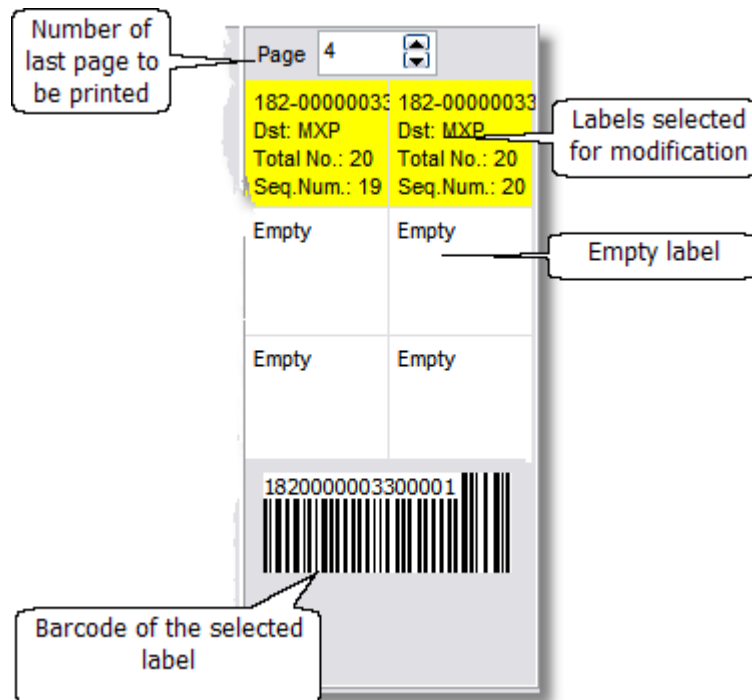 Number of
last page to
be printed
Page 4
182-00000033 182-00000033
Dst: MXP Dst: MXP
Total No.: 20 Total No.: 20
Seq.Num.: 19 Seq.Num.: 20
Labels selected
for modification
Empty Empty
Empty label
Empty Empty
1820000003300001
Barcode of the selected
label